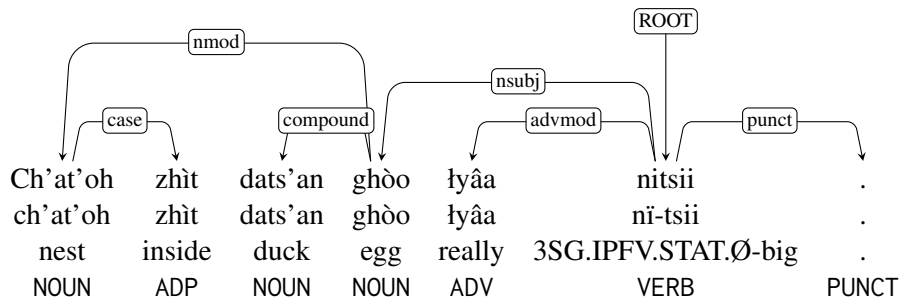 ROOT
nmod
nsubj
case compound advmod punct
Ch'at'oh zhìt dats'an ghòo łyâa nitsii .
ch'at'oh zhìt dats'an ghòo łyâa nï-tsii .
nest inside duck egg really 3SG.IPFV.STAT.Ø-big .
NOUN ADP NOUN NOUN ADV VERB PUNCT